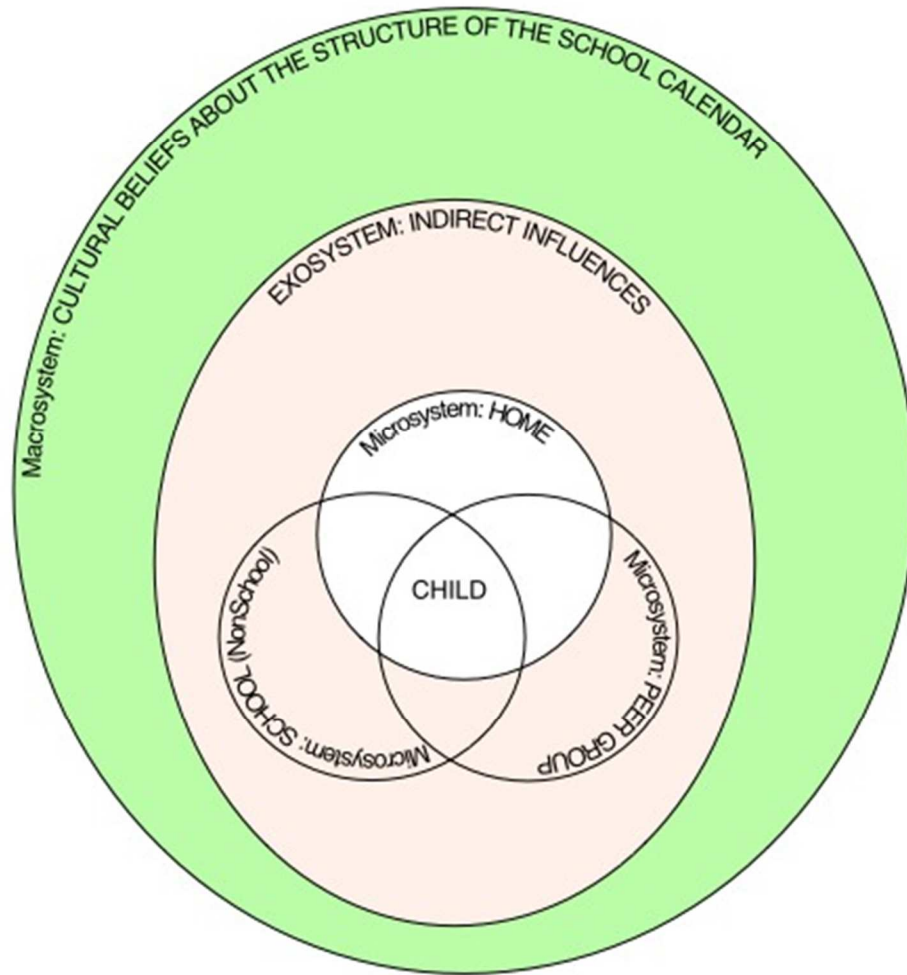 Macrosystem: CULTURAL BELIEFS ABOUT THE STRUCTURE OF THE SCHOOL CALENDAR
EXOSYSTEM: INDIRECT INFLUENCES
Microsystem: HOME
CHILD
Microsystem: SCHOOL (NonSchool)
Microsystem: PEER GROUP